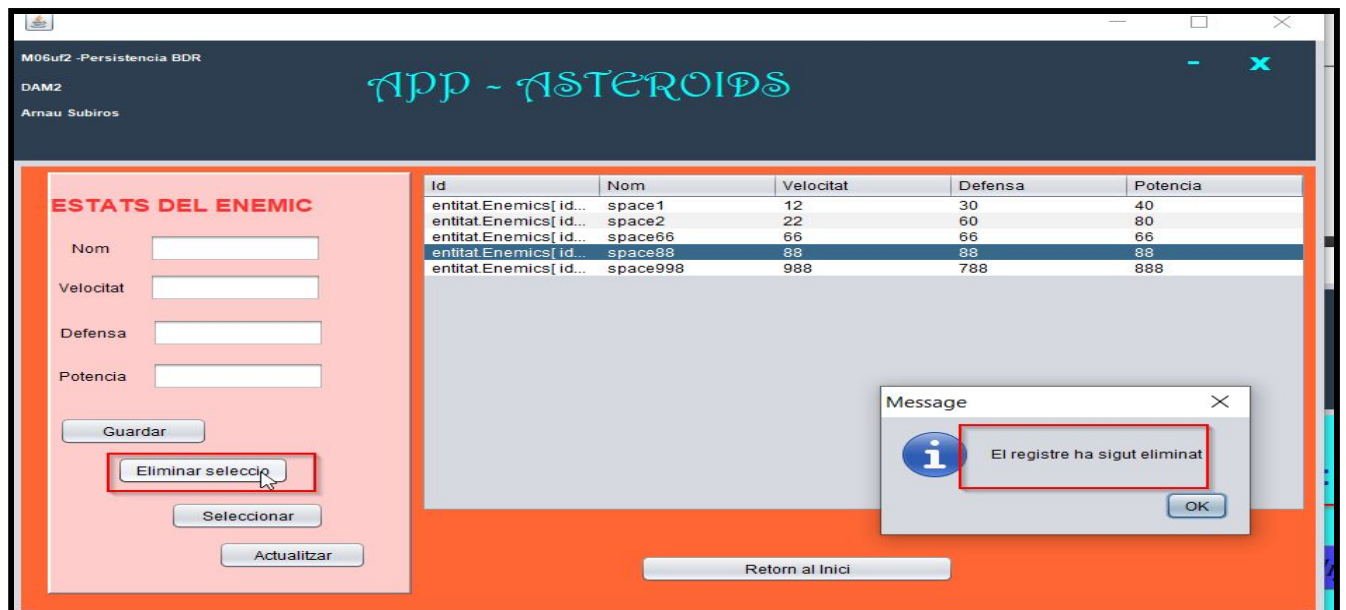 M06uf2 -Persistencia BDR
DAM2
Arnau Subiros
APP - ASTEROIDS
- x
ESTATS DEL ENEMIC
Nom
Velocitat
Defensa
Potencia
Guardar
Eliminar seleccio
Seleccionar
Actualitzar
Id Nom Velocitat Defensa Potencia
entitat.Enemics[ id... space1 12 30 40
entitat.Enemics[ id... space2 22 60 80
entitat.Enemics[ id... space66 66 66 66
entitat.Enemics[ id... space88 88 88 88
entitat.Enemics[ id... space998 988 788 888
Message
El registre ha sigut eliminat
OK
Retorn al Inici